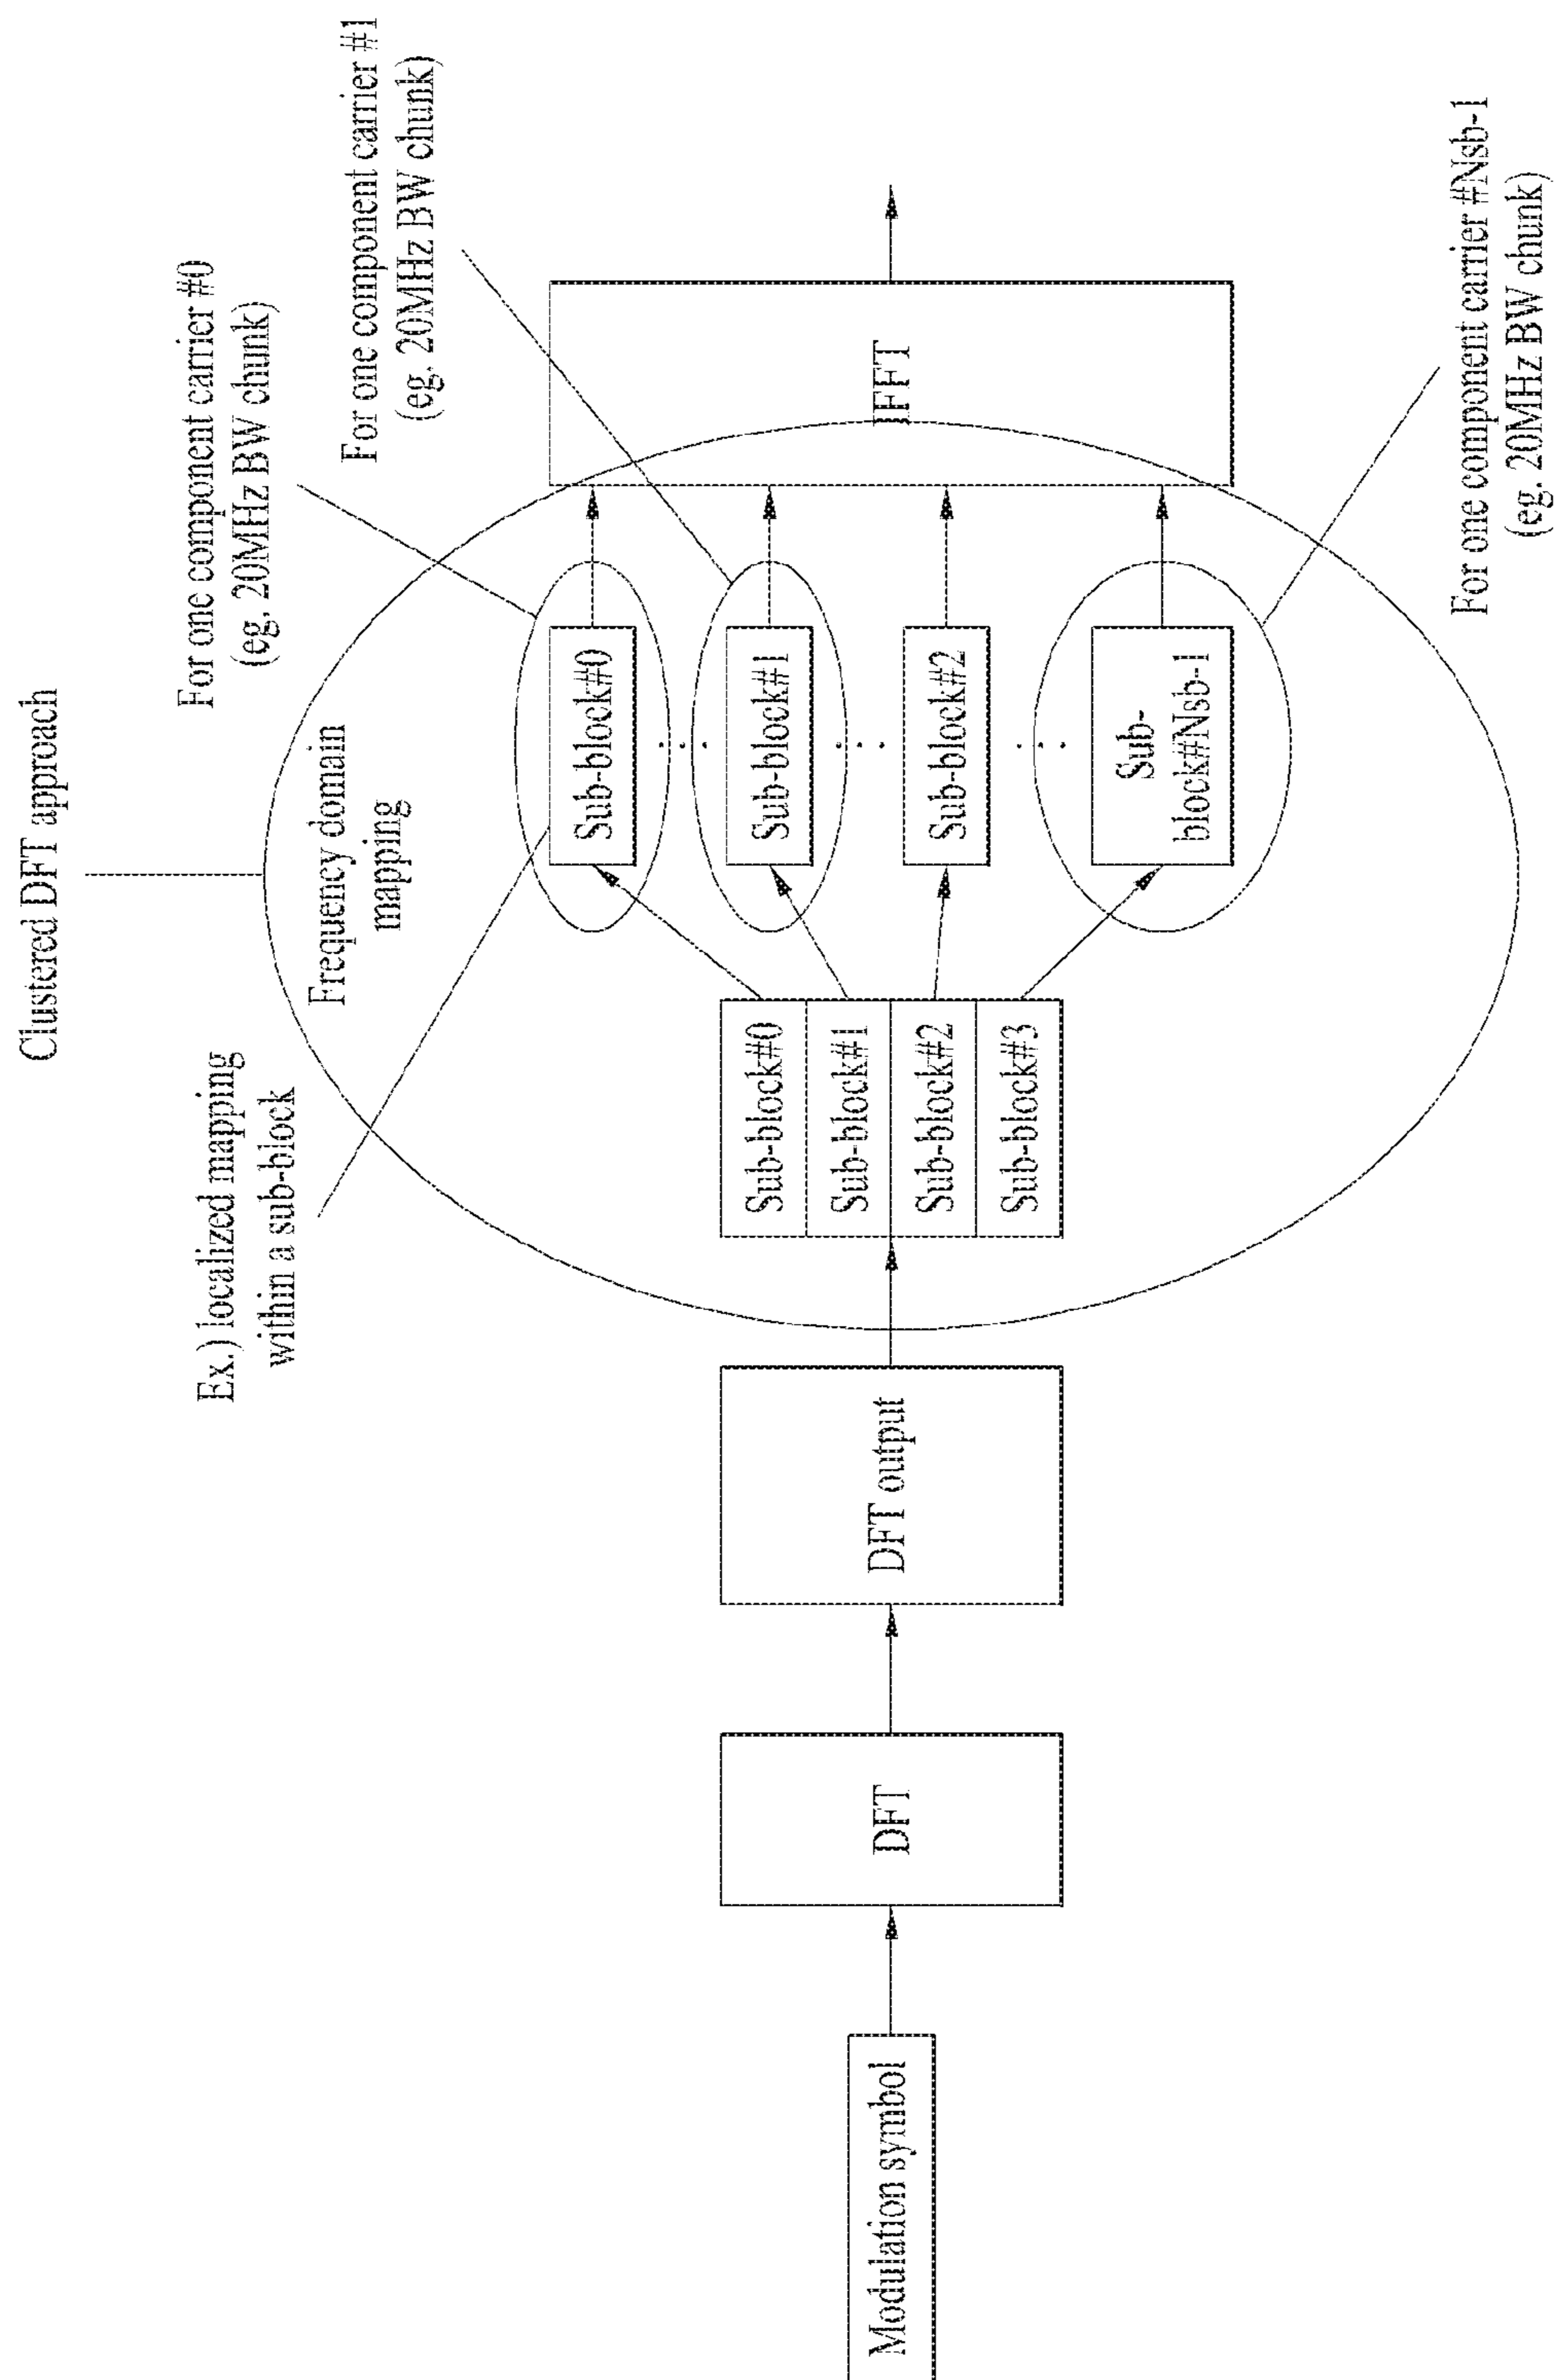 Clustered DFT approach
For one component carrier #0
(eg, 20MHz BW chunk)
For one component carrier #1
(eg. 20MHz BW chunk)
Ex.) localized mapping
within a sub-block
Frequency domain
mapping
Modulation symbol
DFT
DFT output
Sub-block#0
Sub-block#1
Sub-block#2
Sub-block#3
Sub-block#0
Sub-block#1
Sub-block#2
Sub-
block#Nsb-1
IFFT
For one component carrier #Nsb-1
(eg. 20MHz BW chunk)